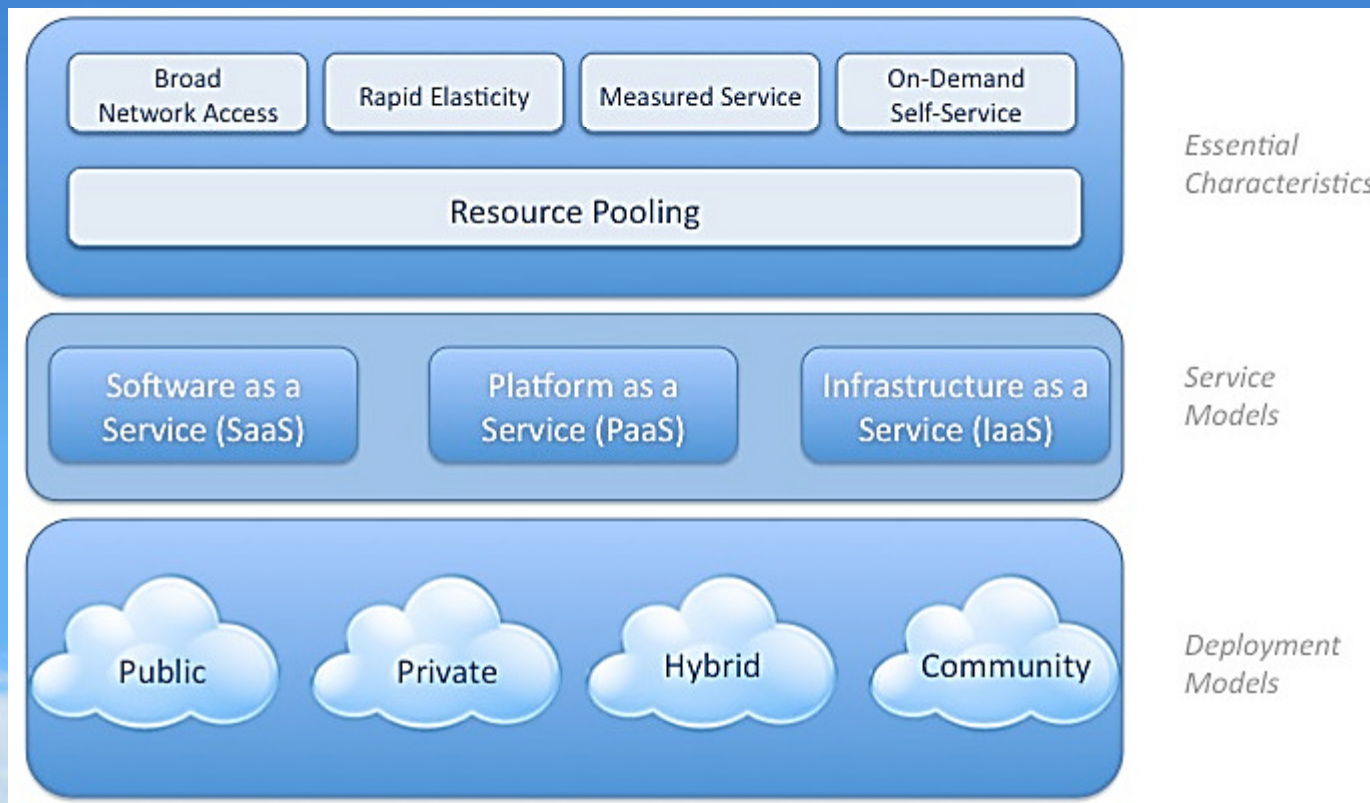 Broad
Network Access
Rapid Elasticity
Measured Service
On-Demand
Self-Service
Resource Pooling
Essential
Characteristics
Software as a
Service (SaaS)
Platform as a
Service (PaaS)
Infrastructure as a
Service (IaaS)
Service
Models
Public
Private
Hybrid
Community
Deployment
Models